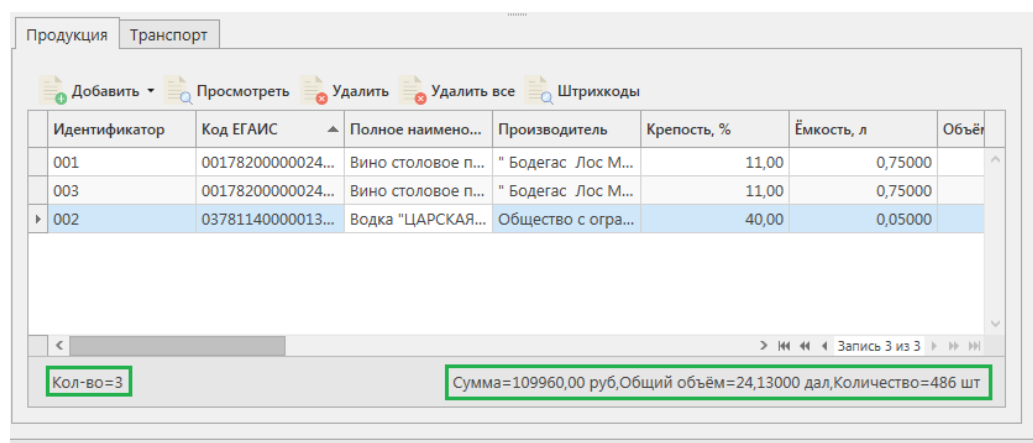 Продукция Транспорт
Добавить Просмотреть Удалить Удалить все Штрихкоды
Идентификатор Код ЕГАИС Полное наимено... Производитель Крепость, % Ёмкость, л Объём
001 00178200000024... Вино столовое п... " Бодегас Лос М... 11,00 0,75000
003 00178200000024... Вино столовое п... " Бодегас Лос М... 11,00 0,75000
002 03781140000013... Водка "ЦАРСКАЯ... Общество с огра... 40,00 0,05000
Запись 3 из 3
Кол-во=3 Сумма=109960,00 руб,Общий объём=24,13000 дал,Количество=486 шт